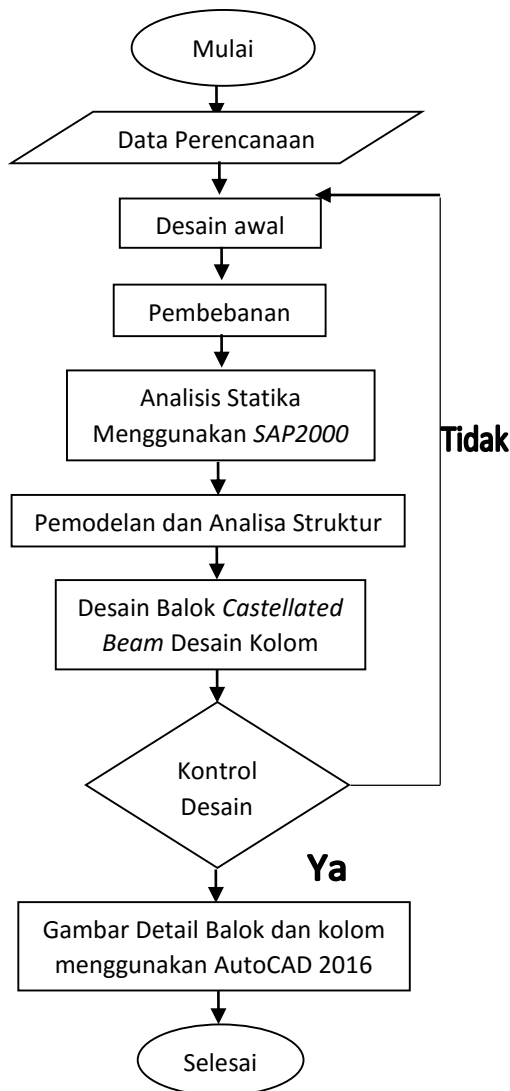 Mulai
Data Perencanaan
Desain awal
Pembebanan
Analisis Statika
Menggunakan SAP2000
Tidak
Pemodelan dan Analisa Struktur
Desain Balok Castellated
Beam Desain Kolom
Kontrol
Desain
Ya
Gambar Detail Balok dan kolom
menggunakan AutoCAD 2016
Selesai